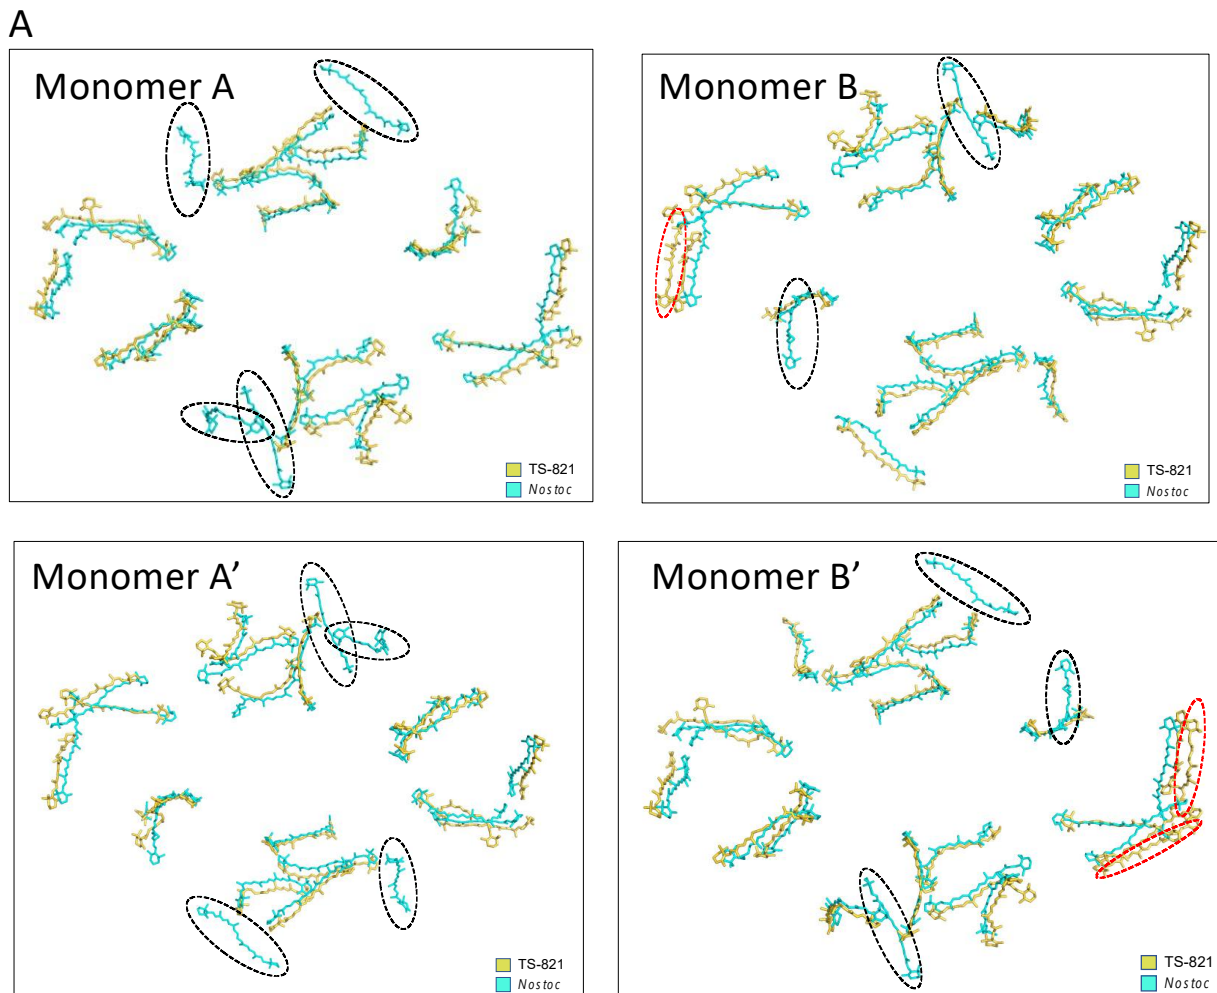 A
Monomer A
TS-821
Nostoc
Monomer B
TS-821
Nostoc
Monomer A’
TS-821
Nostoc
Monomer B’
TS-821
Nostoc